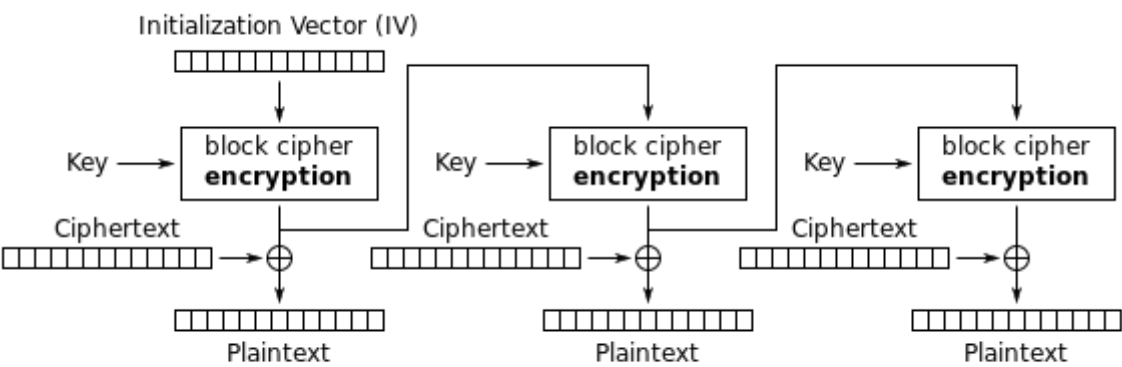 Initialization Vector (IV)
block cipher
encryption
Key
block cipher
encryption
Key
block cipher
encryption
Key
Ciphertext
Ciphertext
Ciphertext
Plaintext
Plaintext
Plaintext